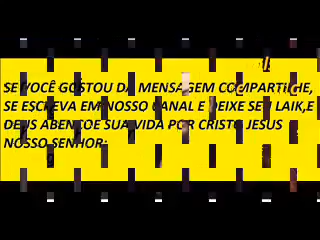 SE VOCÊ GOSTOU DA MENSAGEM COMPARTICHE,
SE ESCREVA EM NOSSO CANAL E DEIXE SEU LAIK,E
DEUS ABENÇOE SUA VIDA POR CRISTO JESUS
NOSSO SENHOR.